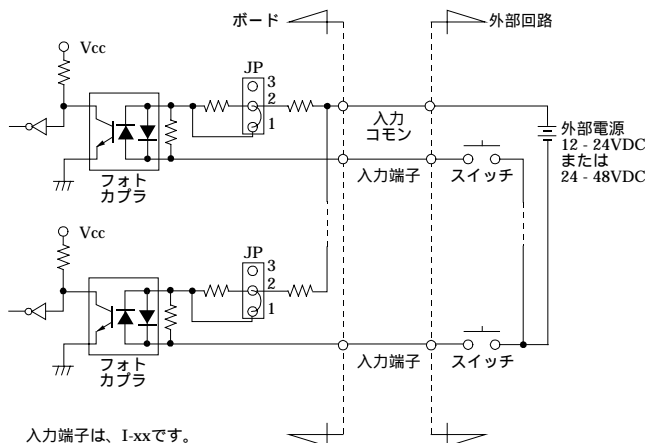 ボード
外部回路
Vcc
JP
3
2
1
入力
コモン
外部電源
12 - 24VDC
または
24 - 48VDC
フォト
カプラ
入力端子
スイッチ
Vcc
JP
3
2
1
フォト
カプラ
入力端子
スイッチ
入力端子は、I-xxです。